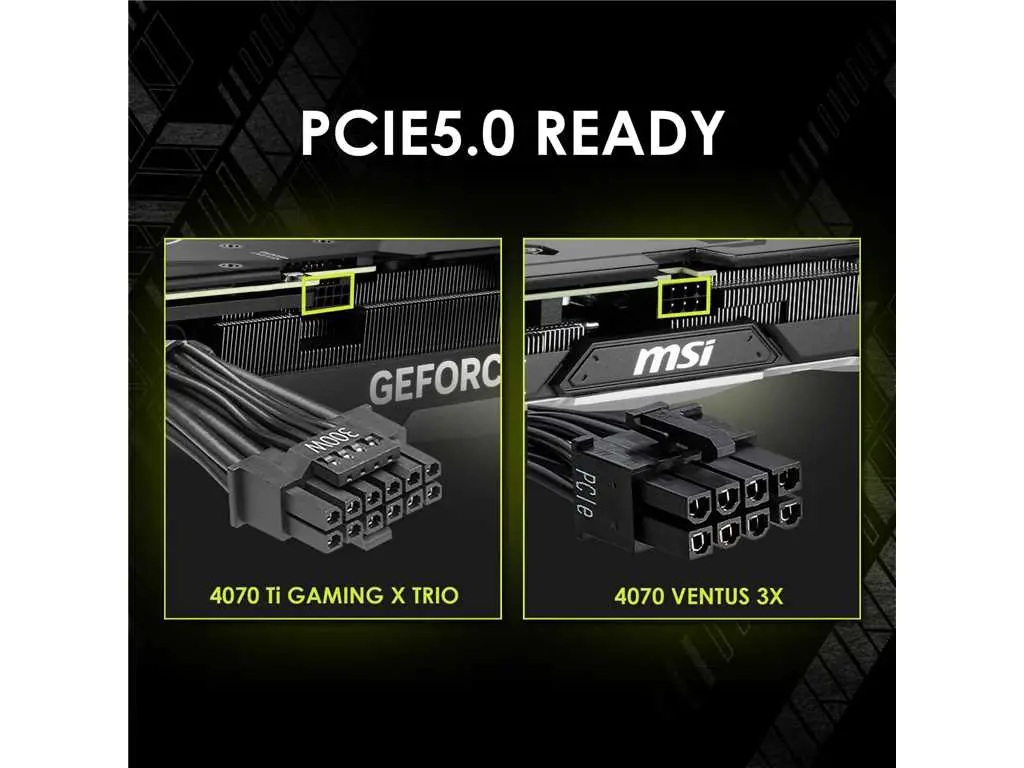 PCIE5.0 READY
GEFORC
300W
4070 Ti GAMING X TRIO
msi
PCIe
4070 VENTUS 3X